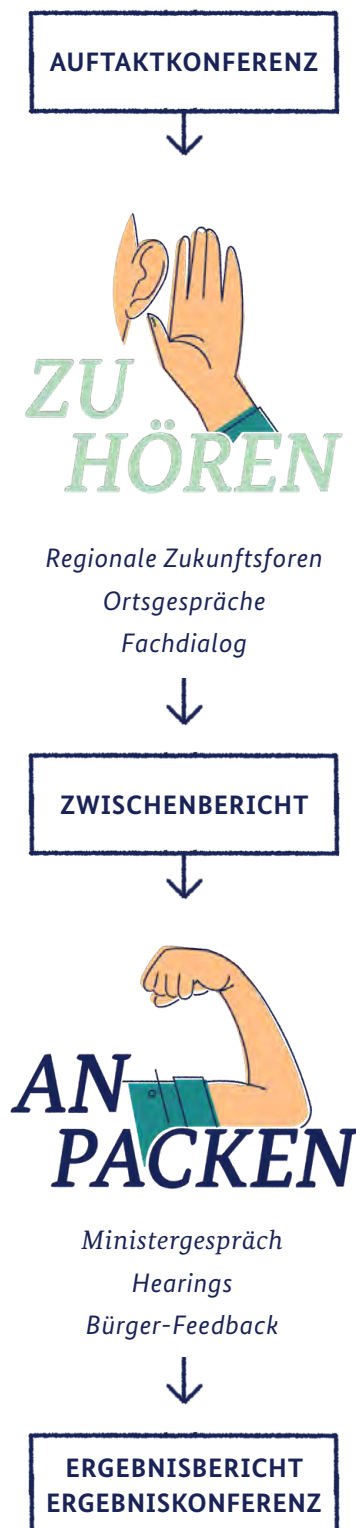 AUFTAKTKONFERENZ
ZU
HÖREN
Regionale Zukunftsforen
Ortsgespräche
Fachdialog
ZWISCHENBERICHT
AN
PACKEN
Ministergespräch
Hearings
Bürger-Feedback
ERGEBNISBERICHT
ERGEBNISKONFERENZ